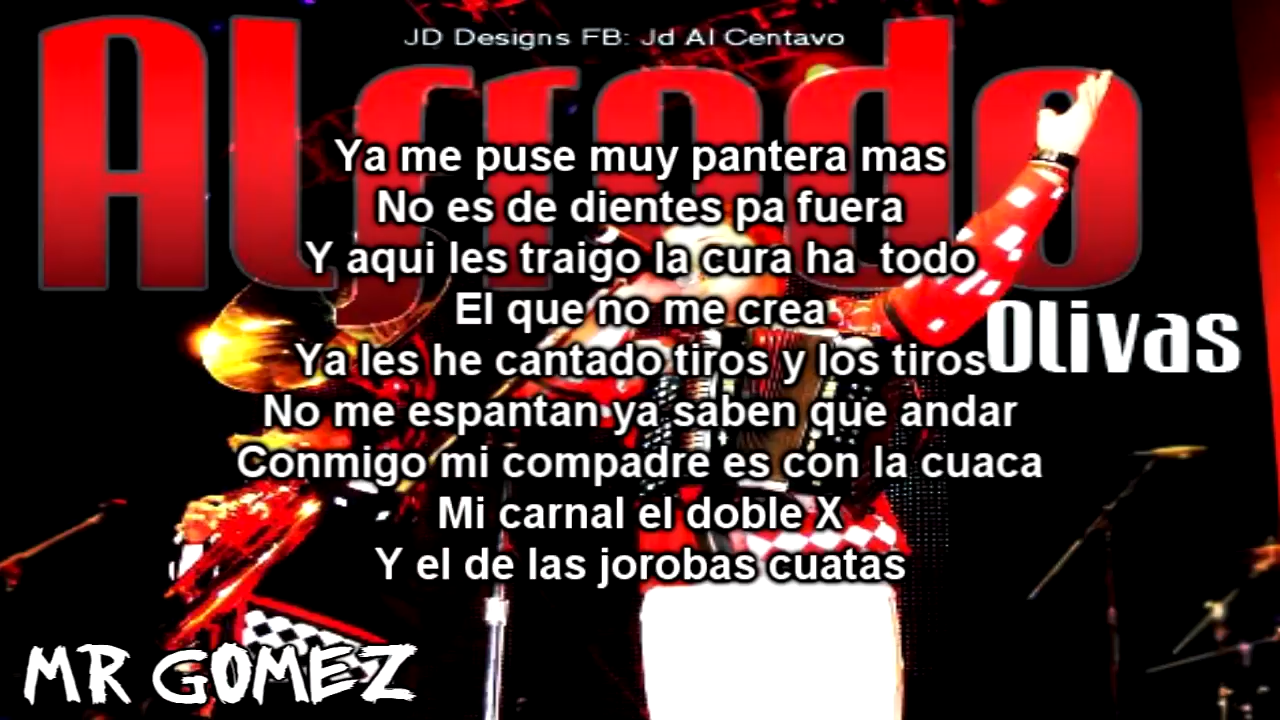 JD Designs FB: Jd Al Centavo
Alfredo
Ya me puse muy pantera mas
No es de dientes pa fuera
Y aqui les traigo la cura ha  todo
El que no me crea
Olivas
Ya les he cantado tiros y los tiros
No me espantan ya saben que andar
Conmigo mi compadre es con la cuaca
Mi carnal el doble X
Y el de las jorobas cuatas
MR GOMEZ